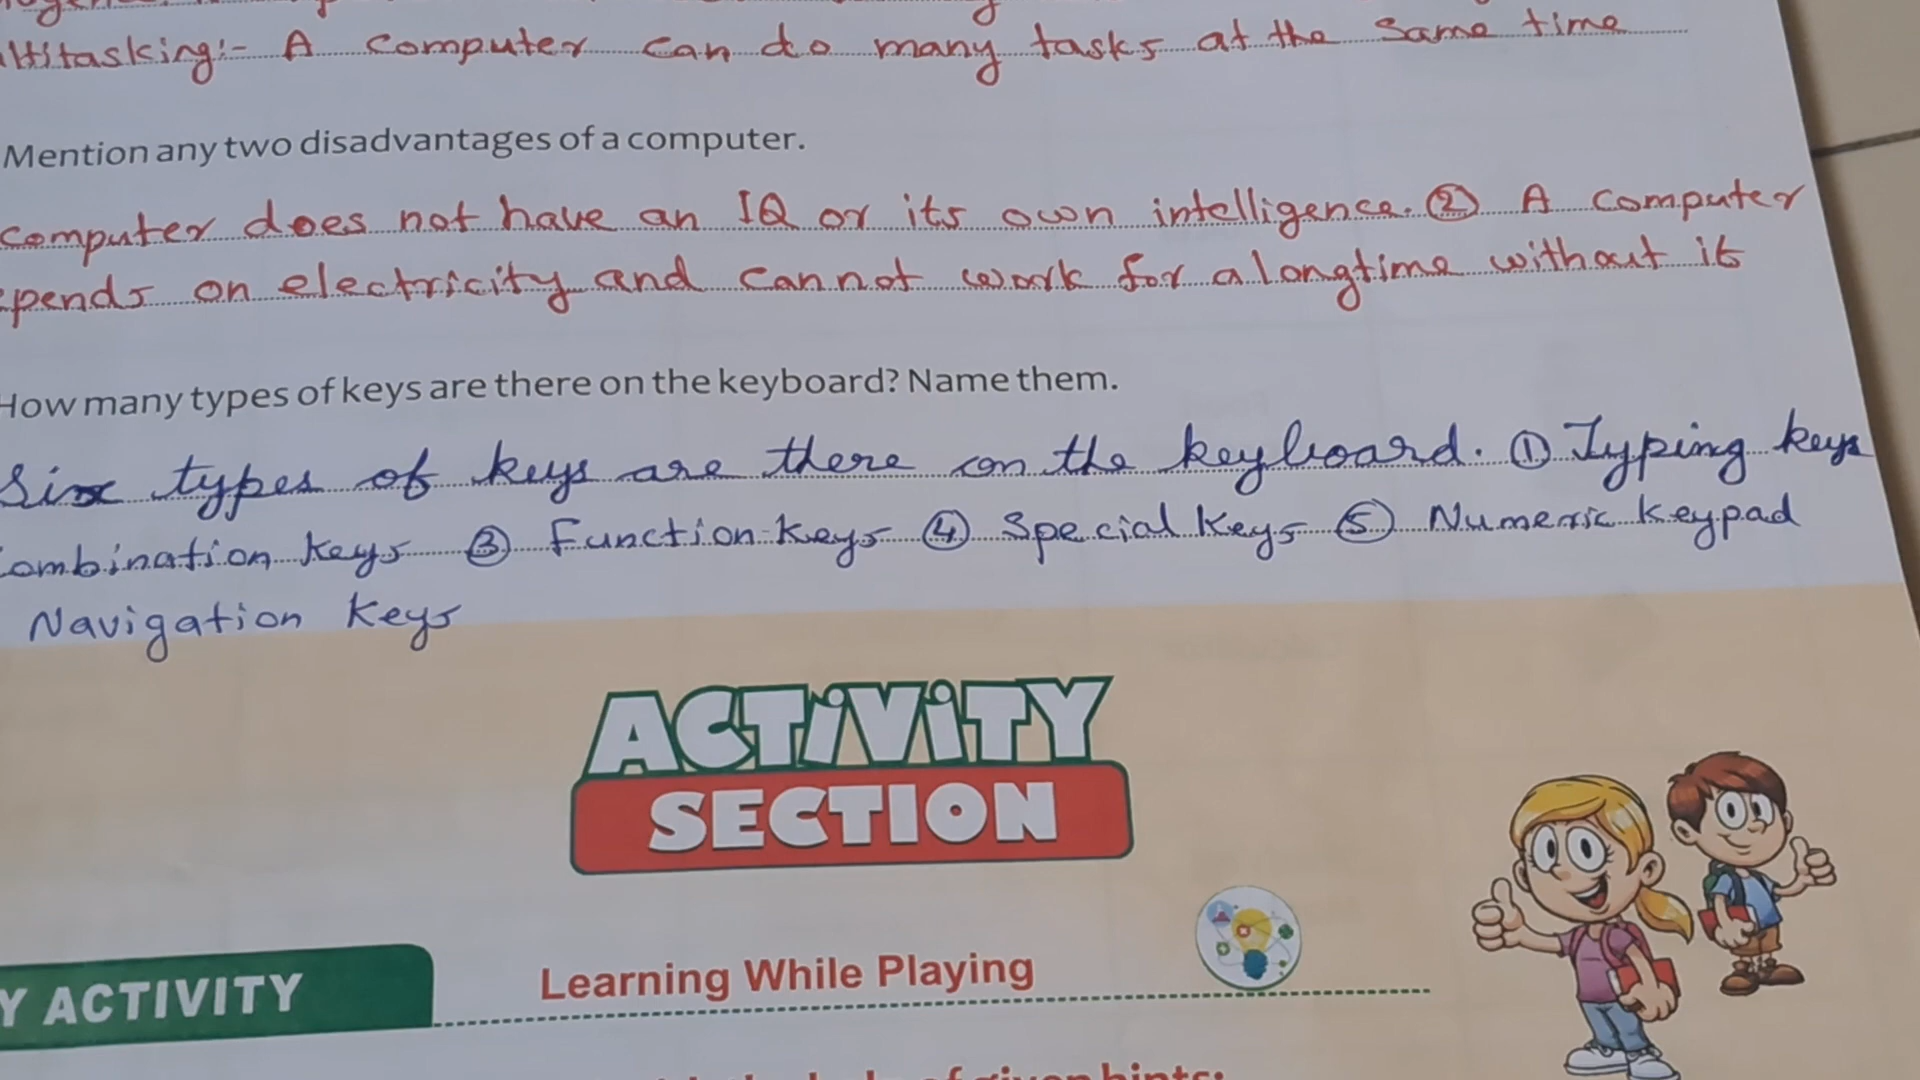 ltitasking:- A computer can do many tasks at the same time
Mention any two disadvantages of a computer.
computer does not have an IQ or its own intelligence. ② A computer
pends on electricity and cannot work for a longtime without it
How many types of keys are there on the keyboard? Name them.
Six types of keys are there on the keyboard. ① Typing keys
ombination keys ③ Function keys ④ Special keys ⑤ Numeric keypad
Navigation keys
ACTiViTY
SECTION
Y ACTIVITY
Learning While Playing
of given hints: